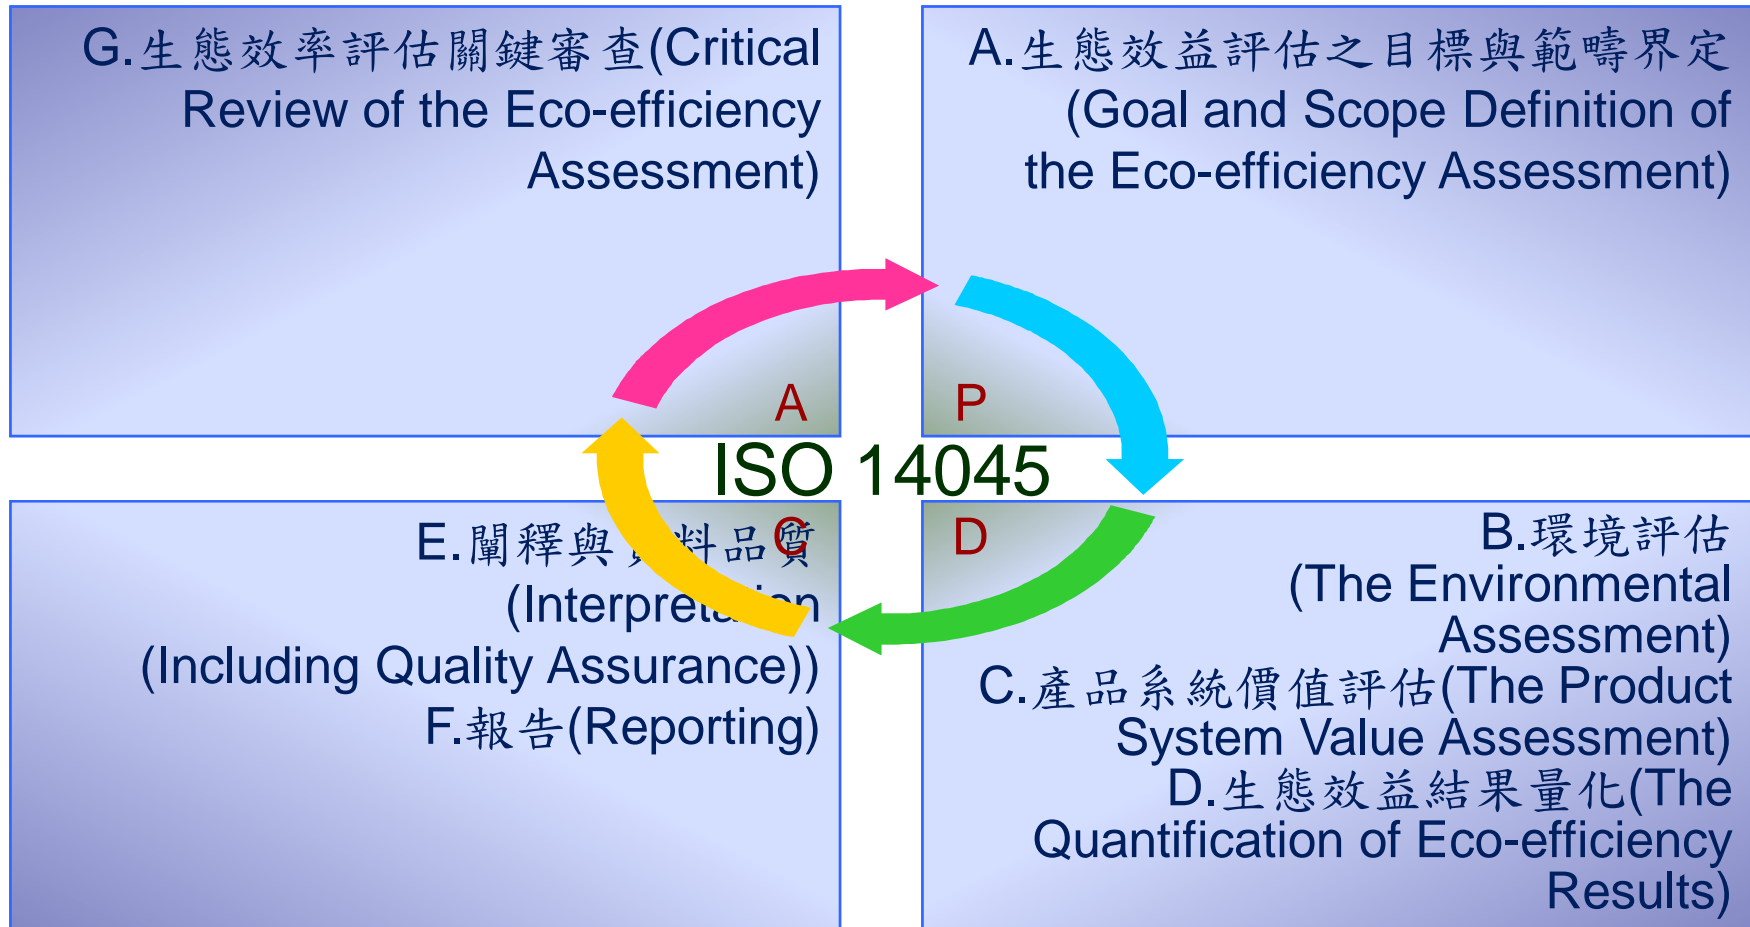 G.生態效率評估關鍵審查(Critical
Review of the Eco-efficiency
Assessment)
A.生態效益評估之目標與範疇界定
(Goal and Scope Definition of
the Eco-efficiency Assessment)
A
P
ISO 14045
C
D
E.闡釋與資料品質
(Interpretation
(Including Quality Assurance))
F.報告(Reporting)
B.環境評估
(The Environmental
Assessment)
C.產品系統價值評估(The Product
System Value Assessment)
D.生態效益結果量化(The
Quantification of Eco-efficiency
Results)